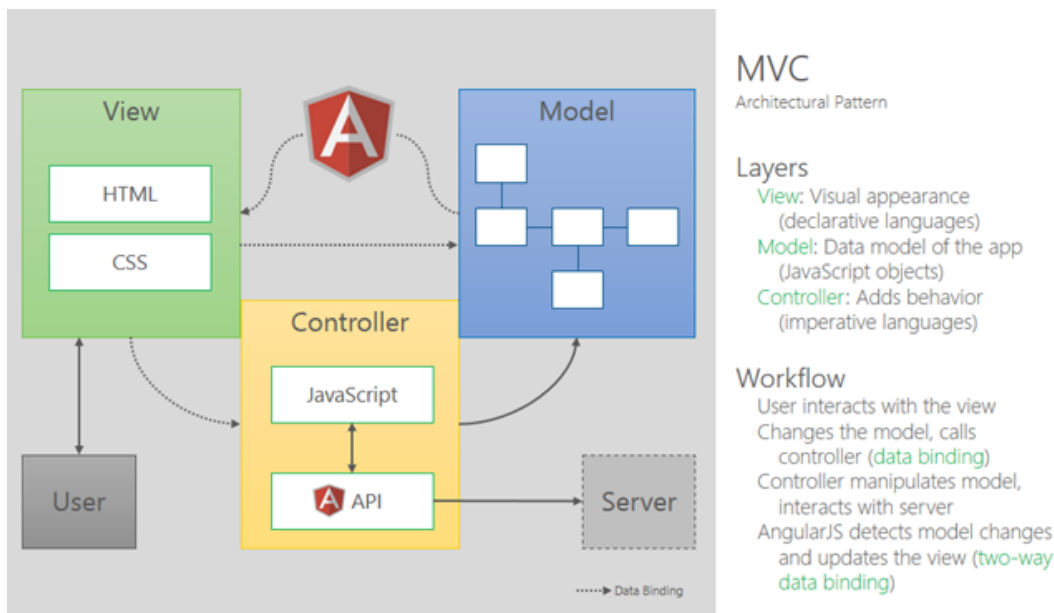 View
HTML
CSS
A
Model
Controller
JavaScript
A API
User
Server
Data Binding
MVC
Architectural Pattern
Layers
View: Visual appearance
(declarative languages)
Model: Data model of the app
(JavaScript objects)
Controller: Adds behavior
(imperative languages)
Workflow
User interacts with the view
Changes the model, calls
controller (data binding)
Controller manipulates model,
interacts with server
AngularJS detects model changes
and updates the view (two-way
data binding)